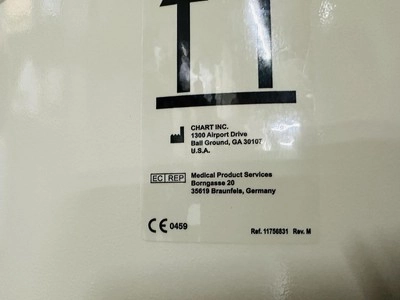 CHART INC.
1300 Airport Drive
Ball Ground, GA 30107
U.S.A.
EC REP
Medical Product Services
Borngasse 20
35619 Braunfels, Germany
CE 0459
Ref. 11756531 Rev. M